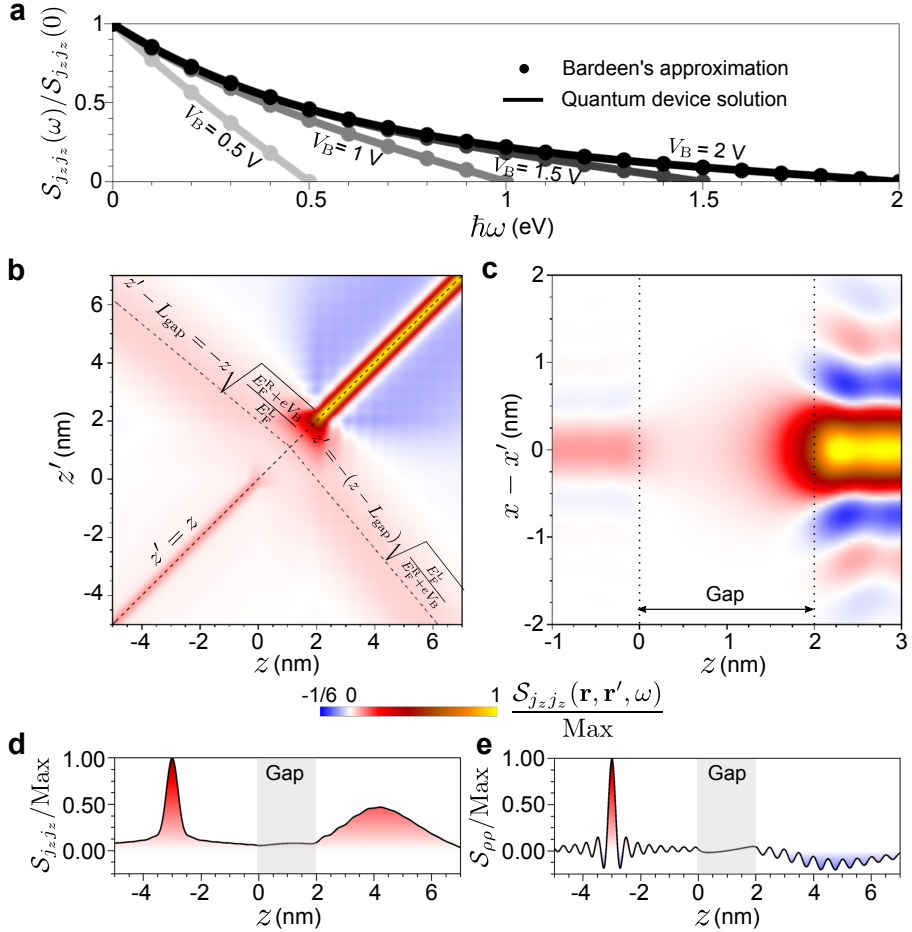 a
S_{j_z j_z}(ω)/S_{j_z j_z}(0)
1
0.5
0
Bardeen's approximation
Quantum device solution
V_B = 0.5 V
V_B = 1 V
V_B = 1.5 V
V_B = 2 V
0 0.5 1 1.5 2
ħω (eV)
b
z' (nm)
6
4
2
0
-2
-4
z' − L_gap = −z √((E_F^R + eV_B)/E_F^L)
z' = −(z − L_gap) √(E_F^L/(E_F^R + eV_B))
z' = z
-4 -2 0 2 4 6
z (nm)
c
x − x' (nm)
2
1
0
-1
-2
Gap
-1 0 1 2 3
z (nm)
-1/6 0 1
S_{j_z j_z}(r, r', ω)
Max
d
S_{j_z j_z}/Max
1.00
0.50
0.00
Gap
-4 -2 0 2 4 6
z (nm)
e
S_{ρρ}/Max
1.00
0.50
0.00
Gap
-4 -2 0 2 4 6
z (nm)